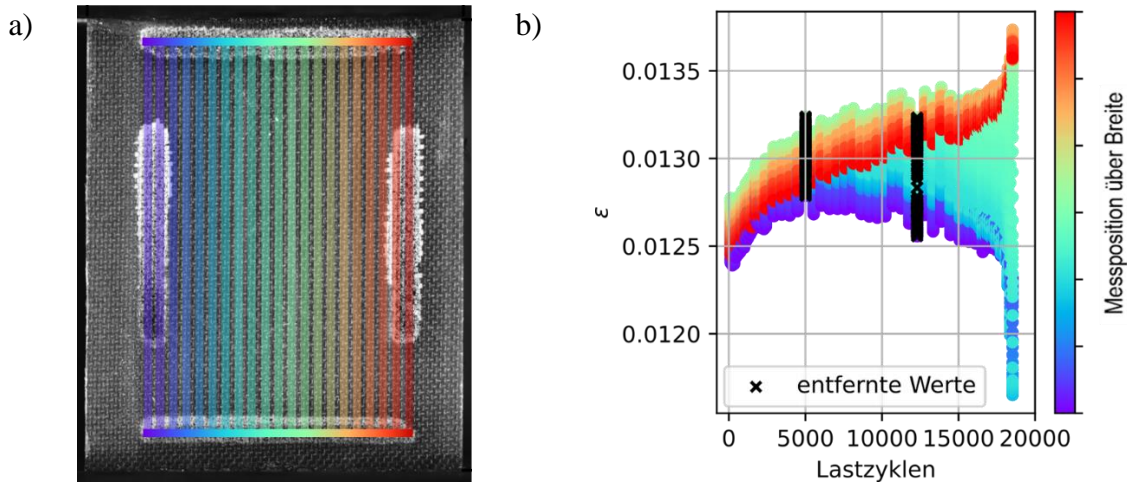 a)
b)
0.0135
0.0130
0.0125
0.0120
ε
× entfernte Werte
0 5000 10000 15000 20000
Lastzyklen
Messposition über Breite